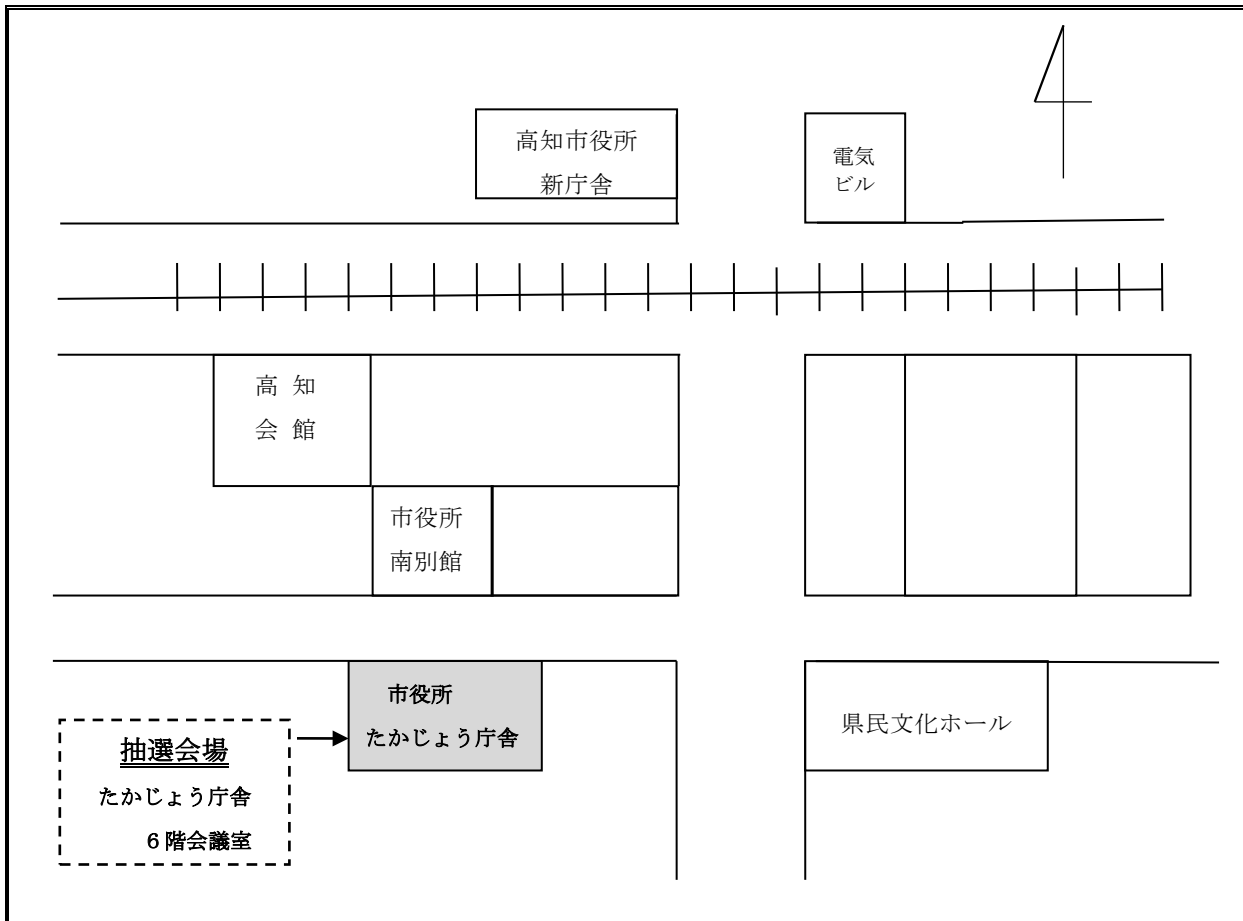 高知市役所
新庁舎
電気
ビル
高 知
会 館
市役所
南別館
市役所
たかじょう庁舎
抽選会場
たかじょう庁舎
６階会議室
県民文化ホール